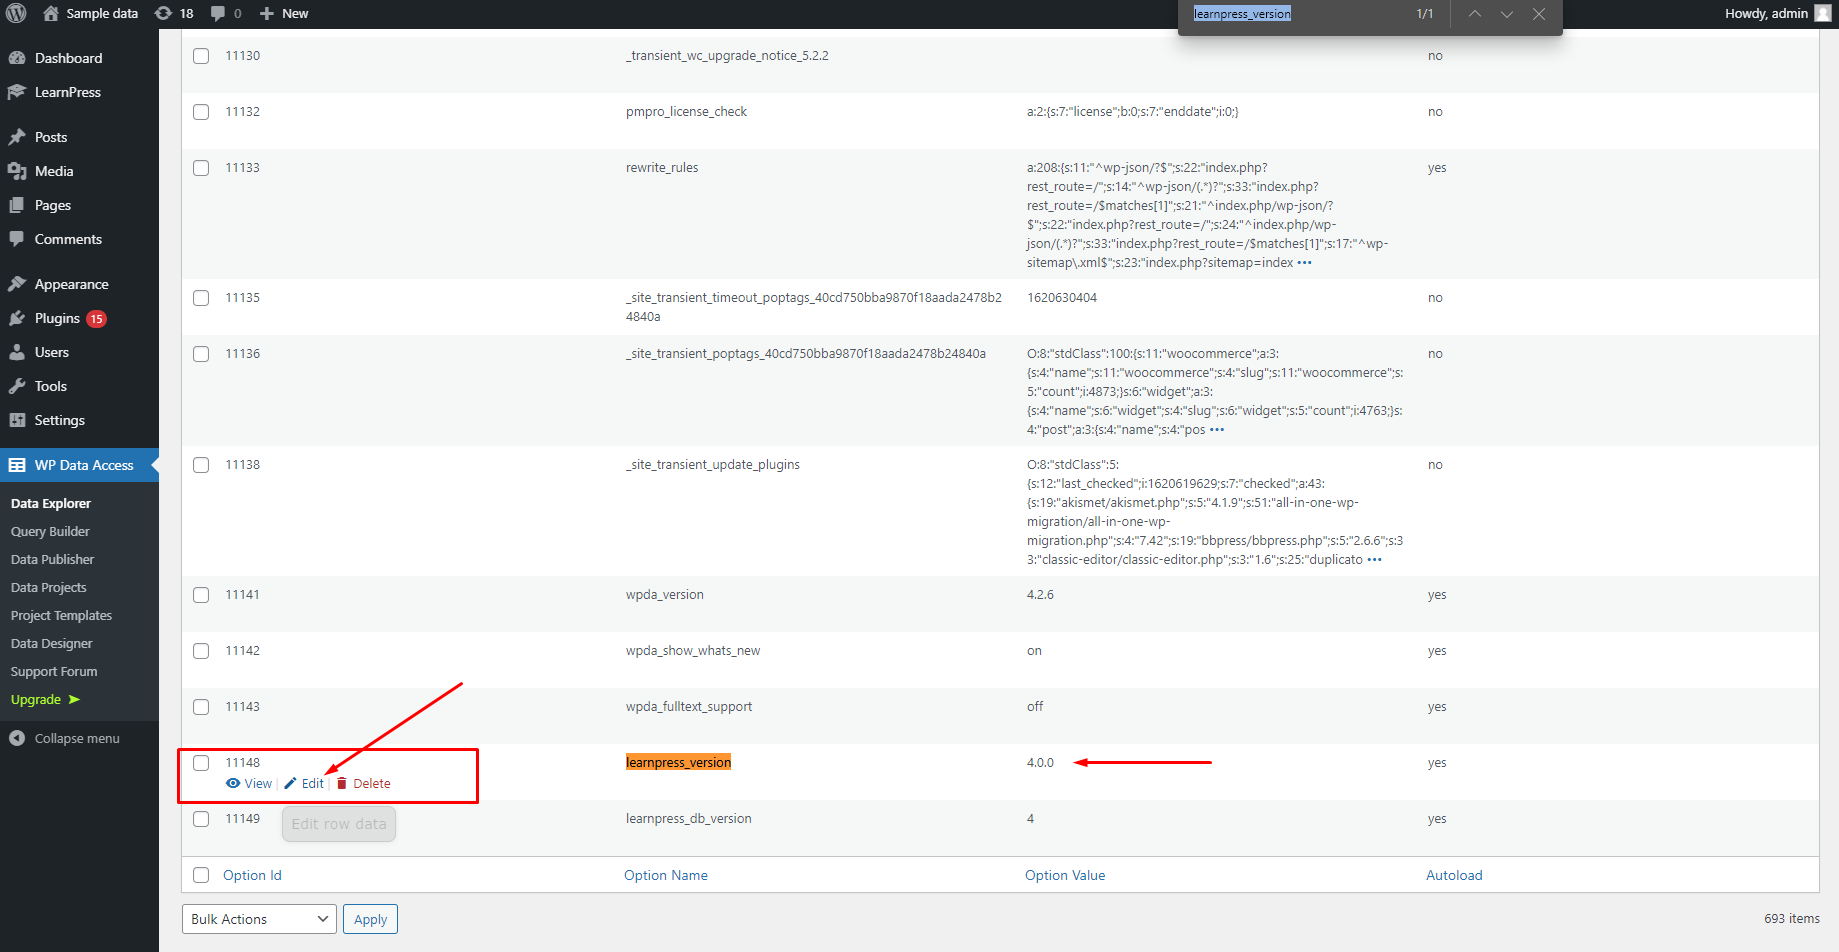 Sample data 18 0 New
learnpress_version 1/1
Howdy, admin
Dashboard
LearnPress
Posts
Media
Pages
Comments
Appearance
Plugins 15
Users
Tools
Settings
WP Data Access
Data Explorer
Query Builder
Data Publisher
Data Projects
Project Templates
Data Designer
Support Forum
Upgrade ➤
Collapse menu
11130 _transient_wc_upgrade_notice_5.2.2 no
11132 pmpro_license_check a:2:{s:7:"license";b:0;s:7:"enddate";i:0;} no
11133 rewrite_rules a:208:{s:11:"^wp-json/?$";s:22:"index.php? yes
rest_route=/";s:14:"^wp-json/(.*)?";s:33:"index.php?
rest_route=/$matches[1]";s:21:"^index.php/wp-json/?
$";s:22:"index.php?rest_route=/";s:24:"^index.php/wp-
json/(.*)?";s:33:"index.php?rest_route=/$matches[1]";s:17:"^wp-
sitemap\.xml$";s:23:"index.php?sitemap=index •••
11135 _site_transient_timeout_poptags_40cd750bba9870f18aada2478b2 1620630404 no
4840a
11136 _site_transient_poptags_40cd750bba9870f18aada2478b24840a O:8:"stdClass":100:{s:11:"woocommerce";a:3: no
{s:4:"name";s:11:"woocommerce";s:4:"slug";s:11:"woocommerce";s:
5:"count";i:4873;}s:6:"widget";a:3:
{s:4:"name";s:6:"widget";s:4:"slug";s:6:"widget";s:5:"count";i:4763;}s:
4:"post";a:3:{s:4:"name";s:4:"pos •••
11138 _site_transient_update_plugins O:8:"stdClass":5: no
{s:12:"last_checked";i:1620619629;s:7:"checked";a:43:
{s:19:"akismet/akismet.php";s:5:"4.1.9";s:51:"all-in-one-wp-
migration/all-in-one-wp-
migration.php";s:4:"7.42";s:19:"bbpress/bbpress.php";s:5:"2.6.6";s:3
3:"classic-editor/classic-editor.php";s:3:"1.6";s:25:"duplicato •••
11141 wpda_version 4.2.6 yes
11142 wpda_show_whats_new on yes
11143 wpda_fulltext_support off yes
11148 learnpress_version 4.0.0 yes
View | Edit | Delete
11149 learnpress_db_version 4 yes
Edit row data
Option Id Option Name Option Value Autoload
Bulk Actions Apply 693 items